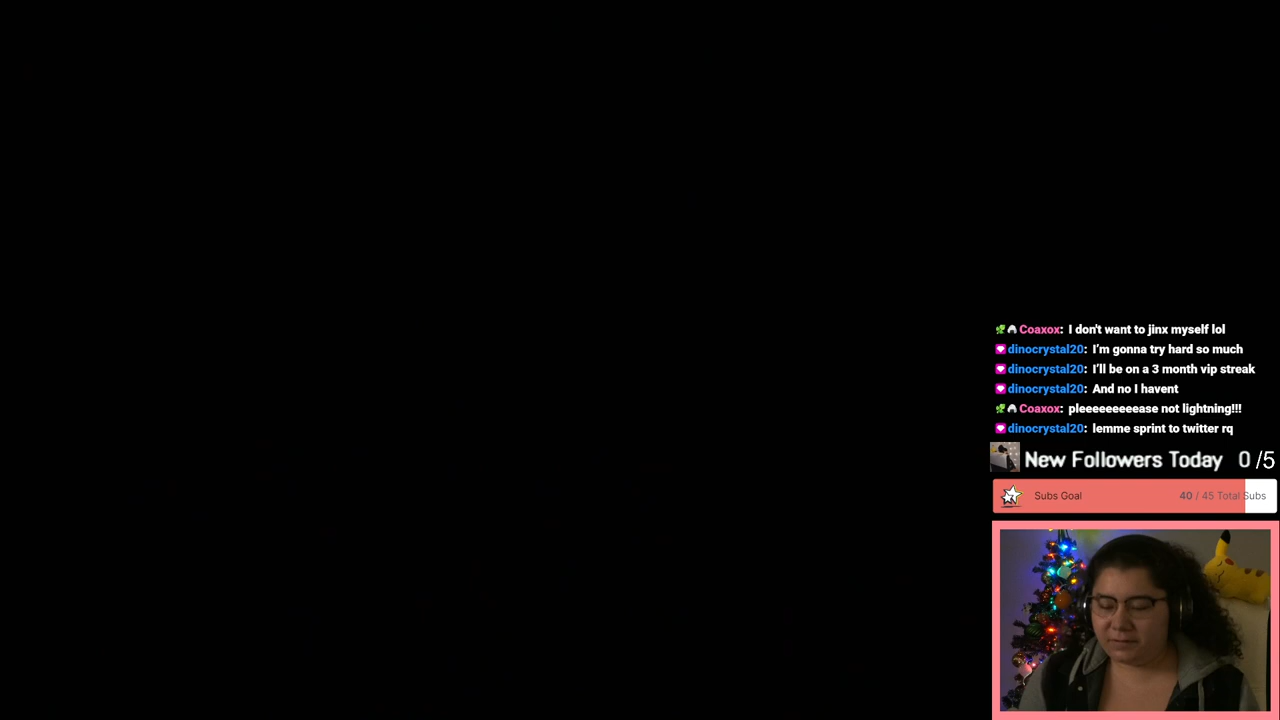 Coaxox: I don't want to jinx myself lol
dinocrystal20: I'm gonna try hard so much
dinocrystal20: I'll be on a 3 month vip streak
dinocrystal20: And no I havent
Coaxox: pleeeeeeeeease not lightning!!!
dinocrystal20: lemme sprint to twitter rq
New Followers Today 0 /5
Subs Goal 40 / 45 Total Subs